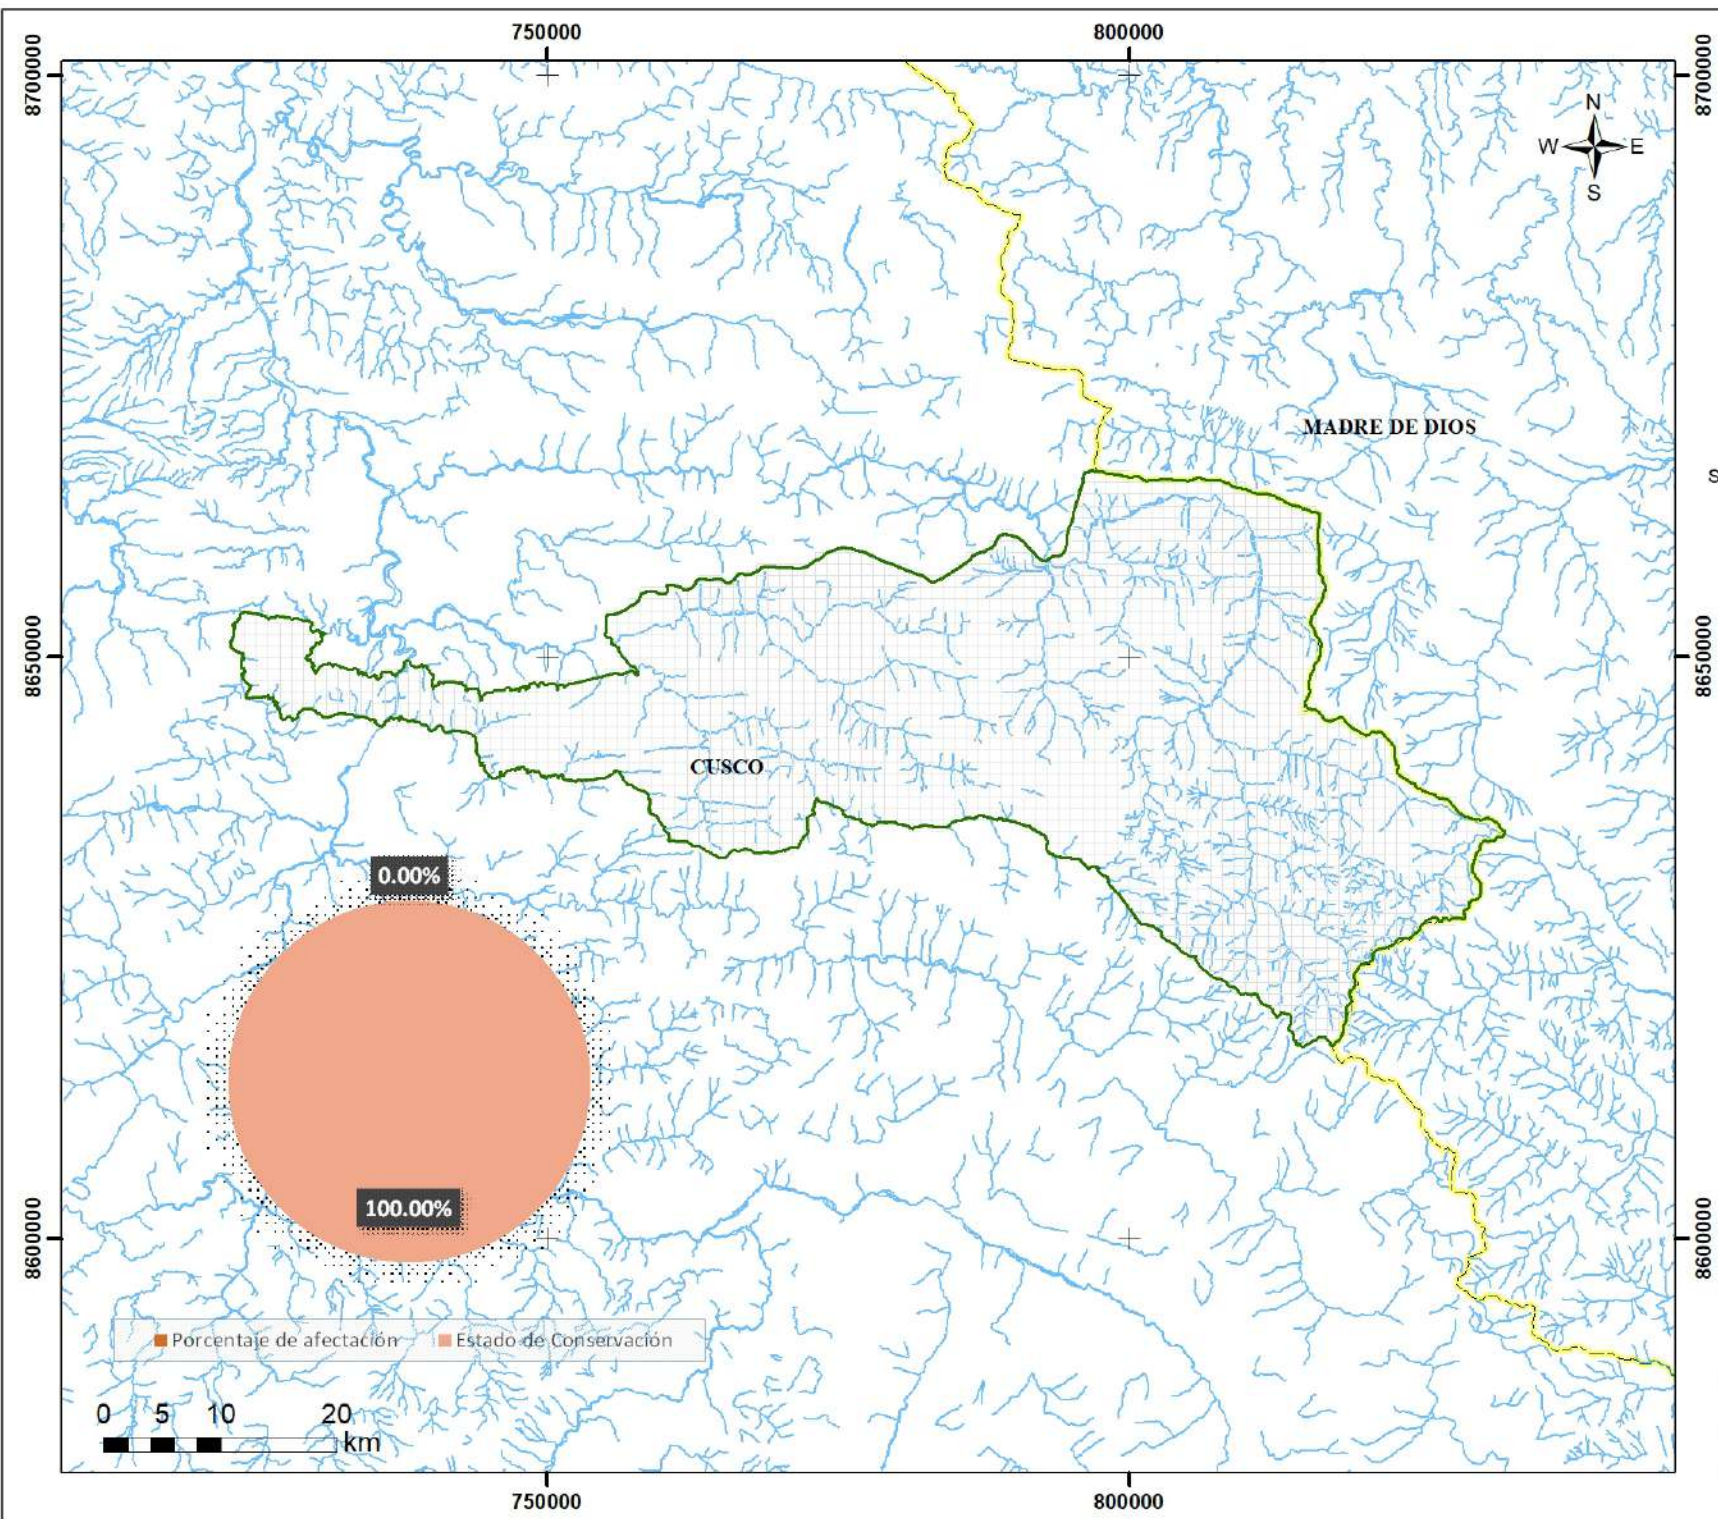 750000 800000
8700000 8700000
N
W E
S
MADRE DE DIOS
S
8650000 8650000
CUSCO
0.00%
100.00%
8600000 8600000
Porcentaje de afectación Estado de Conservación
0 5 10 20
km
750000 800000